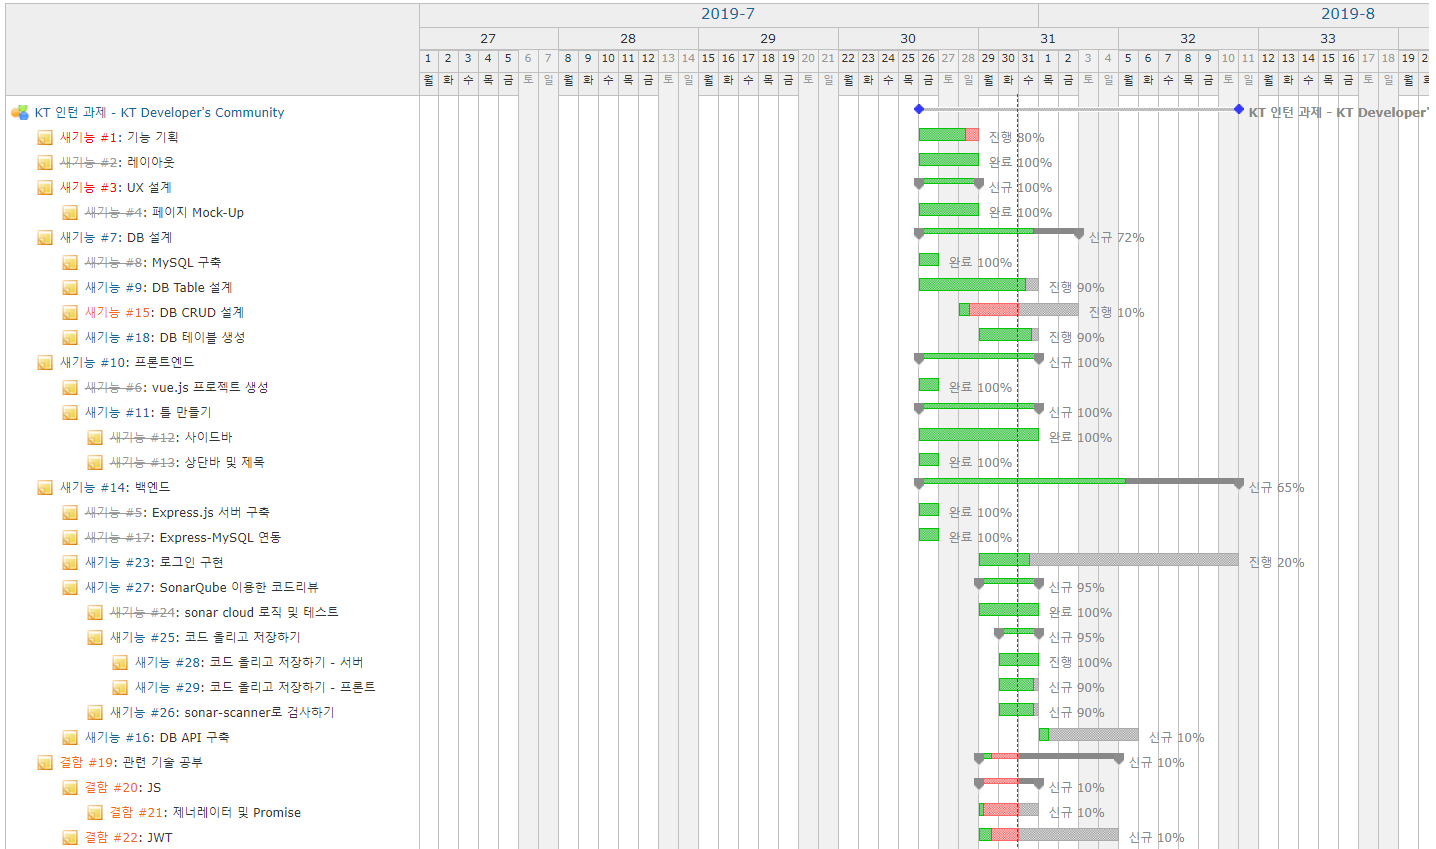 2019-7 2019-8
27 28 29 30 31 32 33
1 2 3 4 5 6 7 8 9 10 11 12 13 14 15 16 17 18 19 20 21 22 23 24 25 26 27 28 29 30 31 1 2 3 4 5 6 7 8 9 10 11 12 13 14 15 16 17 18 19
월 화 수 목 금 토 일 월 화 수 목 금 토 일 월 화 수 목 금 토 일 월 화 수 목 금 토 일 월 화 수 목 금 토 일 월 화 수 목 금 토 일 월 화 수 목 금 토 일 월
KT 인턴 과제 - KT Developer's Community KT 인턴 과제 - KT Developer'
새기능 #1: 기능 기획 진행 80%
새기능 #2: 레이아웃 완료 100%
새기능 #3: UX 설계 신규 100%
새기능 #4: 페이지 Mock-Up 완료 100%
새기능 #7: DB 설계 신규 72%
새기능 #8: MySQL 구축 완료 100%
새기능 #9: DB Table 설계 진행 90%
새기능 #15: DB CRUD 설계 진행 10%
새기능 #18: DB 테이블 생성 진행 90%
새기능 #10: 프론트엔드 신규 100%
새기능 #6: vue.js 프로젝트 생성 완료 100%
새기능 #11: 틀 만들기 신규 100%
새기능 #12: 사이드바 완료 100%
새기능 #13: 상단바 및 제목 완료 100%
새기능 #14: 백엔드 신규 65%
새기능 #5: Express.js 서버 구축 완료 100%
새기능 #17: Express-MySQL 연동 완료 100%
새기능 #23: 로그인 구현 진행 20%
새기능 #27: SonarQube 이용한 코드리뷰 신규 95%
새기능 #24: sonar cloud 로직 및 테스트 완료 100%
새기능 #25: 코드 올리고 저장하기 신규 95%
새기능 #28: 코드 올리고 저장하기 - 서버 진행 100%
새기능 #29: 코드 올리고 저장하기 - 프론트 신규 90%
새기능 #26: sonar-scanner로 검사하기 신규 90%
새기능 #16: DB API 구축 신규 10%
결함 #19: 관련 기술 공부 신규 10%
결함 #20: JS 신규 10%
결함 #21: 제너레이터 및 Promise 신규 10%
결함 #22: JWT 신규 10%